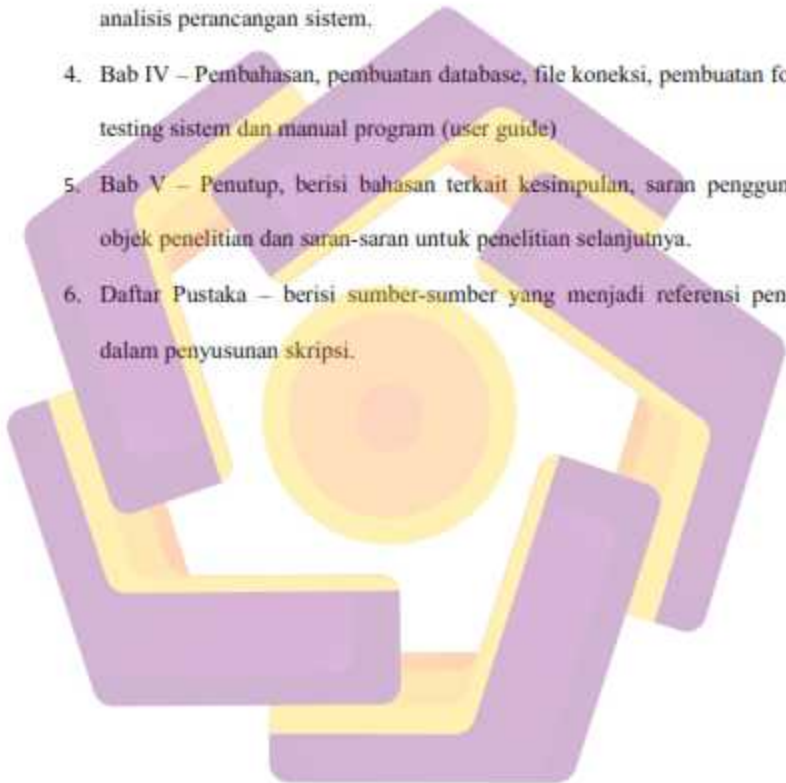 analisis perancangan sistem.
4. Bab IV – Pembahasan, pembuatan database, file koneksi, pembuatan fo
testing sistem dan manual program (user guide)
5. Bab V – Penutup, berisi bahasan terkait kesimpulan, saran penggun
objek penelitian dan saran-saran untuk penelitian selanjutnya.
6. Daftar Pustaka – berisi sumber-sumber yang menjadi referensi pen
dalam penyusunan skripsi.